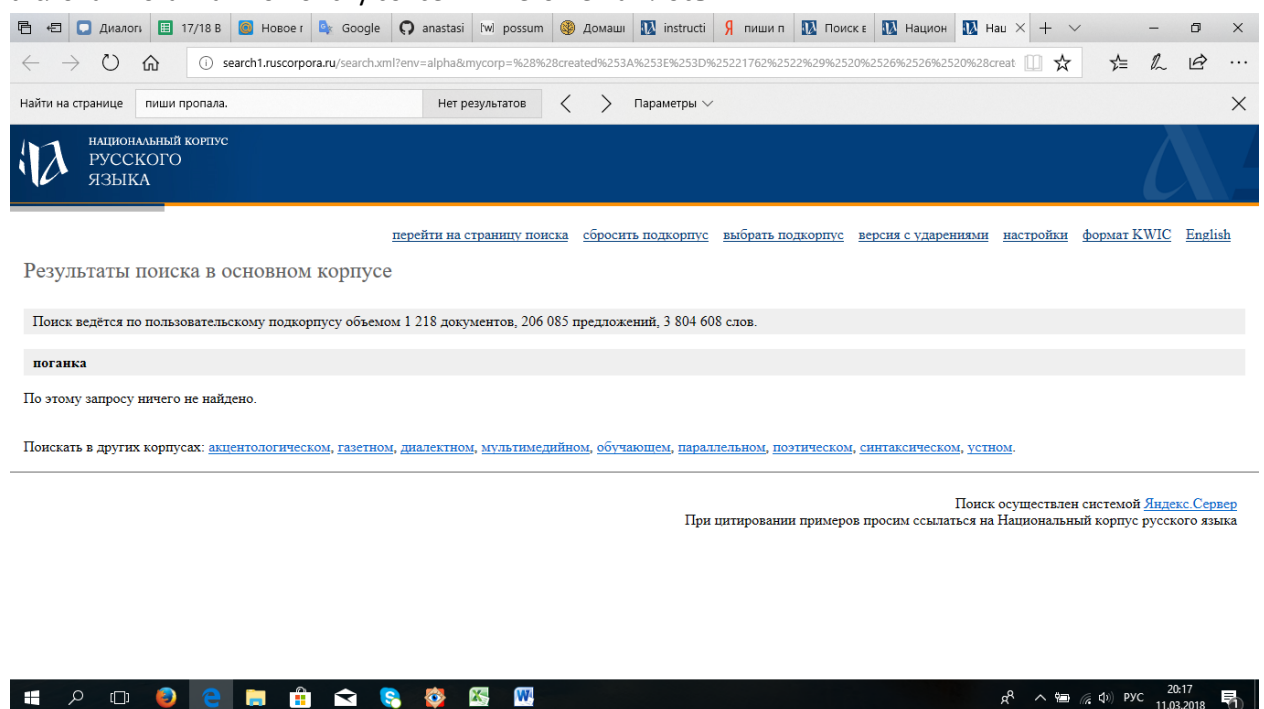 Диалоги 17/18 В Новое г Google anastasi possum Домаши instructi пиши п Поиск в Национ Нац
search1.ruscorpora.ru/search.xml?env=alpha&mycorp=%28%28created%253A%253E%253D%25221762%2522%29%2520%2526%2526%2520%28creat
Найти на странице пиши пропала. Нет результатов Параметры
НАЦИОНАЛЬНЫЙ КОРПУС
РУССКОГО
ЯЗЫКА
перейти на страницу поиска сбросить подкорпус выбрать подкорпус версия с ударениями настройки формат KWIC English
Результаты поиска в основном корпусе
Поиск ведётся по пользовательскому подкорпусу объемом 1 218 документов, 206 085 предложений, 3 804 608 слов.
поганка
По этому запросу ничего не найдено.
Поискать в других корпусах: акцентологическом, газетном, диалектном, мультимедийном, обучающем, параллельном, поэтическом, синтаксическом, устном.
Поиск осуществлен системой Яндекс.Сервер
При цитировании примеров просим ссылаться на Национальный корпус русского языка
РУС 20:17
11.03.2018